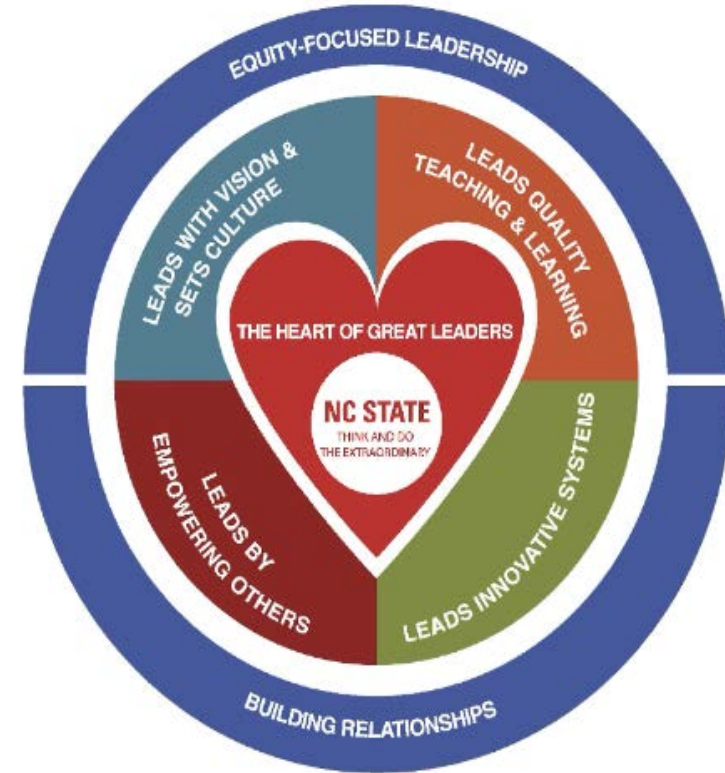 EQUITY-FOCUSED LEADERSHIP
LEADS WITH VISION &
SETS CULTURE
LEADS QUALITY
TEACHING & LEARNING
THE HEART OF GREAT LEADERS
NC STATE
THINK AND DO
THE EXTRAORDINARY
LEADS BY
EMPOWERING OTHERS
LEADS INNOVATIVE SYSTEMS
BUILDING RELATIONSHIPS